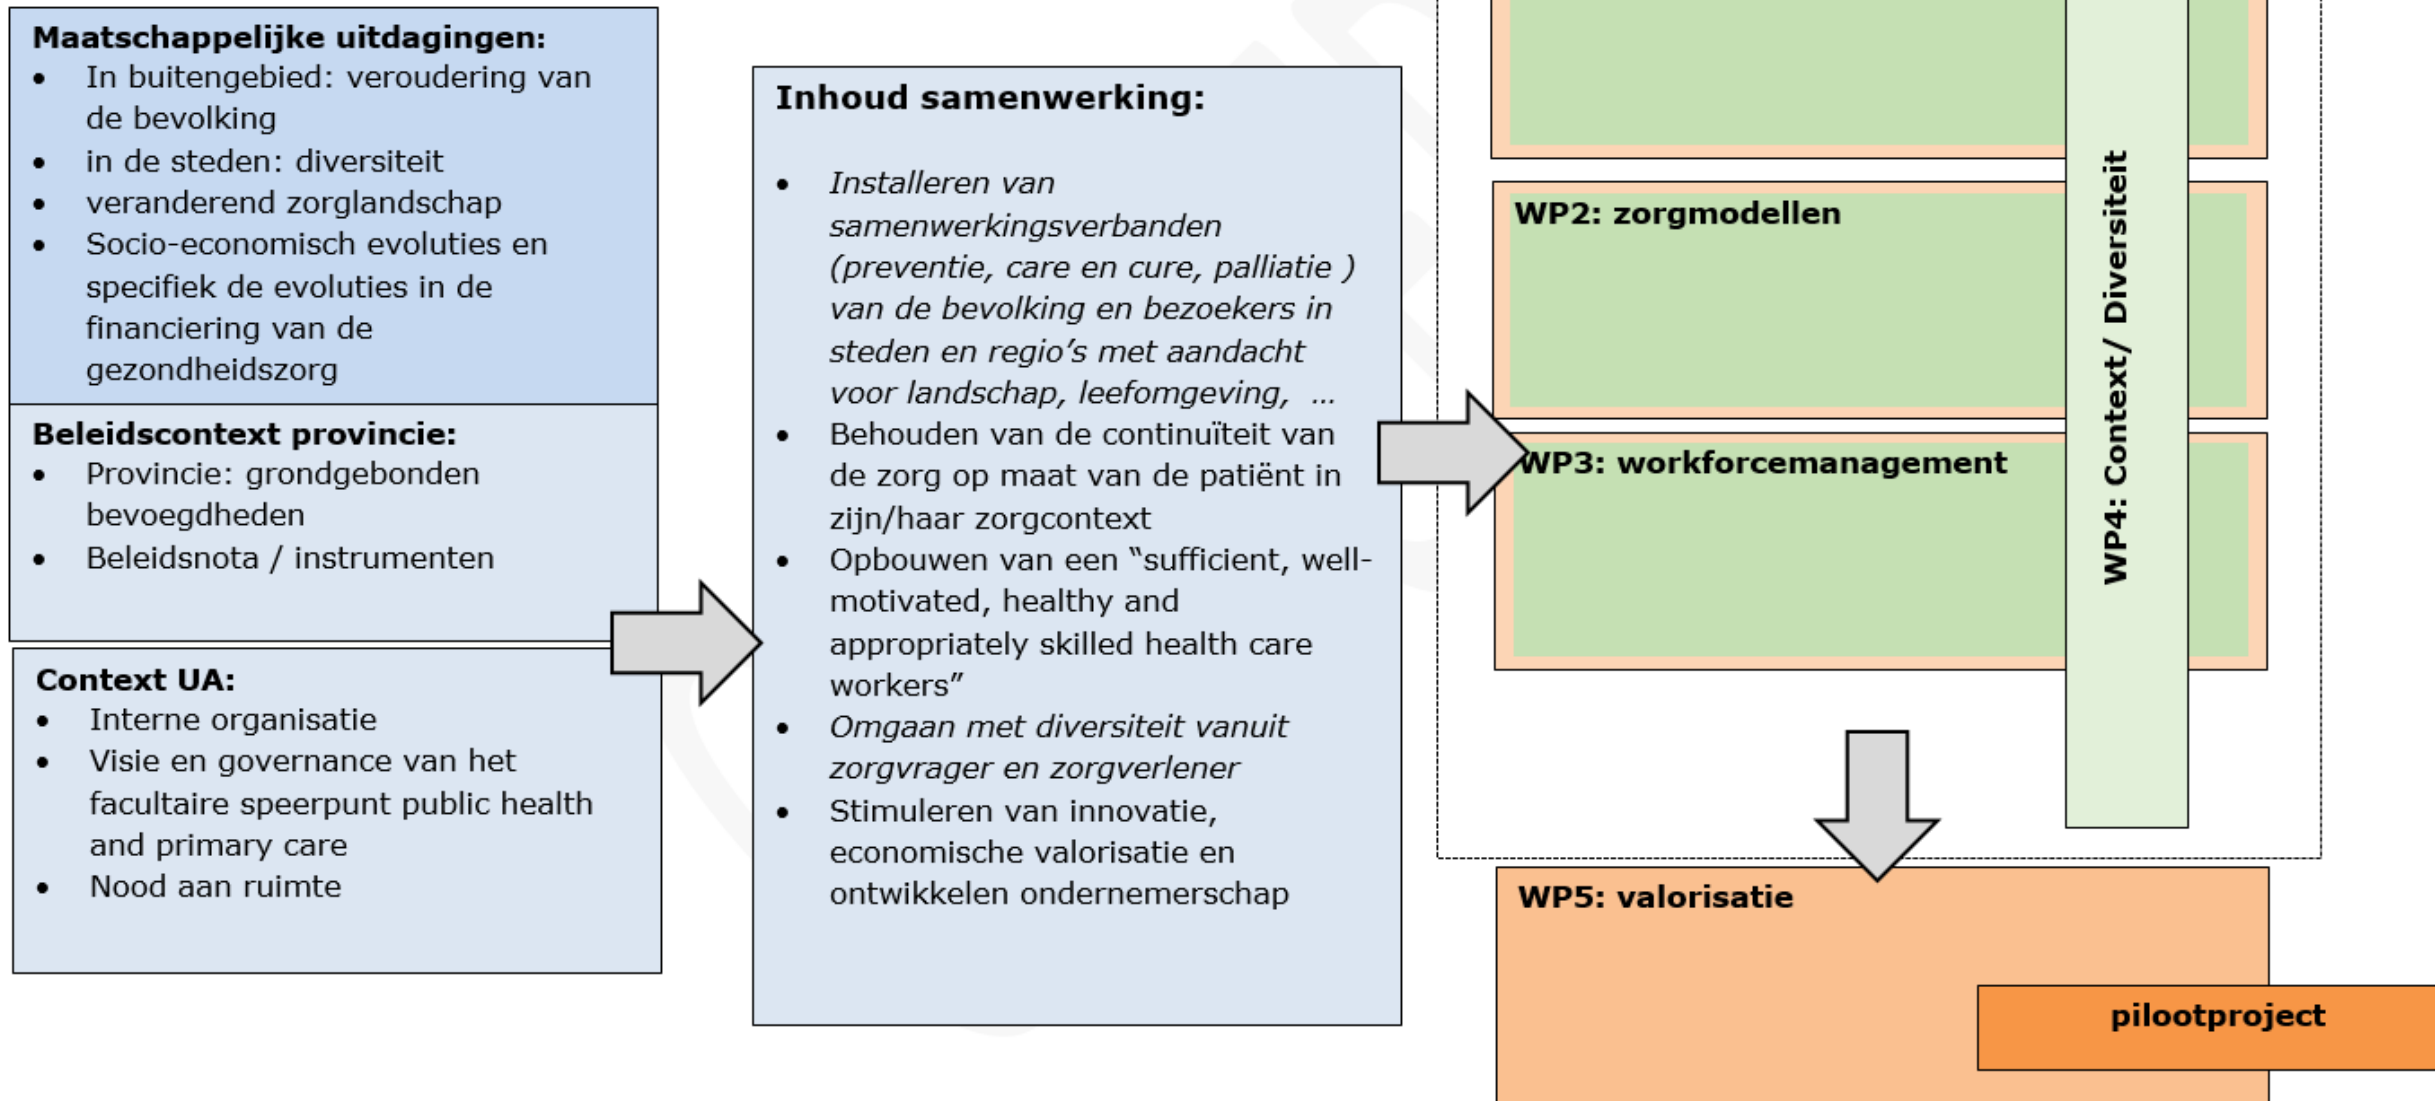 Maatschappelijke uitdagingen:
• In buitengebied: veroudering van
de bevolking
• in de steden: diversiteit
• veranderend zorglandschap
• Socio-economisch evoluties en
specifiek de evoluties in de
financiering van de
gezondheidszorg
Beleidscontext provincie:
• Provincie: grondgebonden
bevoegdheden
• Beleidsnota / instrumenten
Context UA:
• Interne organisatie
• Visie en governance van het
facultaire speerpunt public health
and primary care
• Nood aan ruimte
Inhoud samenwerking:
• Installeren van
samenwerkingsverbanden
(preventie, care en cure, palliatie )
van de bevolking en bezoekers in
steden en regio's met aandacht
voor landschap, leefomgeving, ...
• Behouden van de continuïteit van
de zorg op maat van de patiënt in
zijn/haar zorgcontext
• Opbouwen van een “sufficient, well-
motivated, healthy and
appropriately skilled health care
workers”
• Omgaan met diversiteit vanuit
zorgvrager en zorgverlener
• Stimuleren van innovatie,
economische valorisatie en
ontwikkelen ondernemerschap
WP2: zorgmodellen
WP3: workforcemanagement
WP4: Context/ Diversiteit
WP5: valorisatie
pilootproject